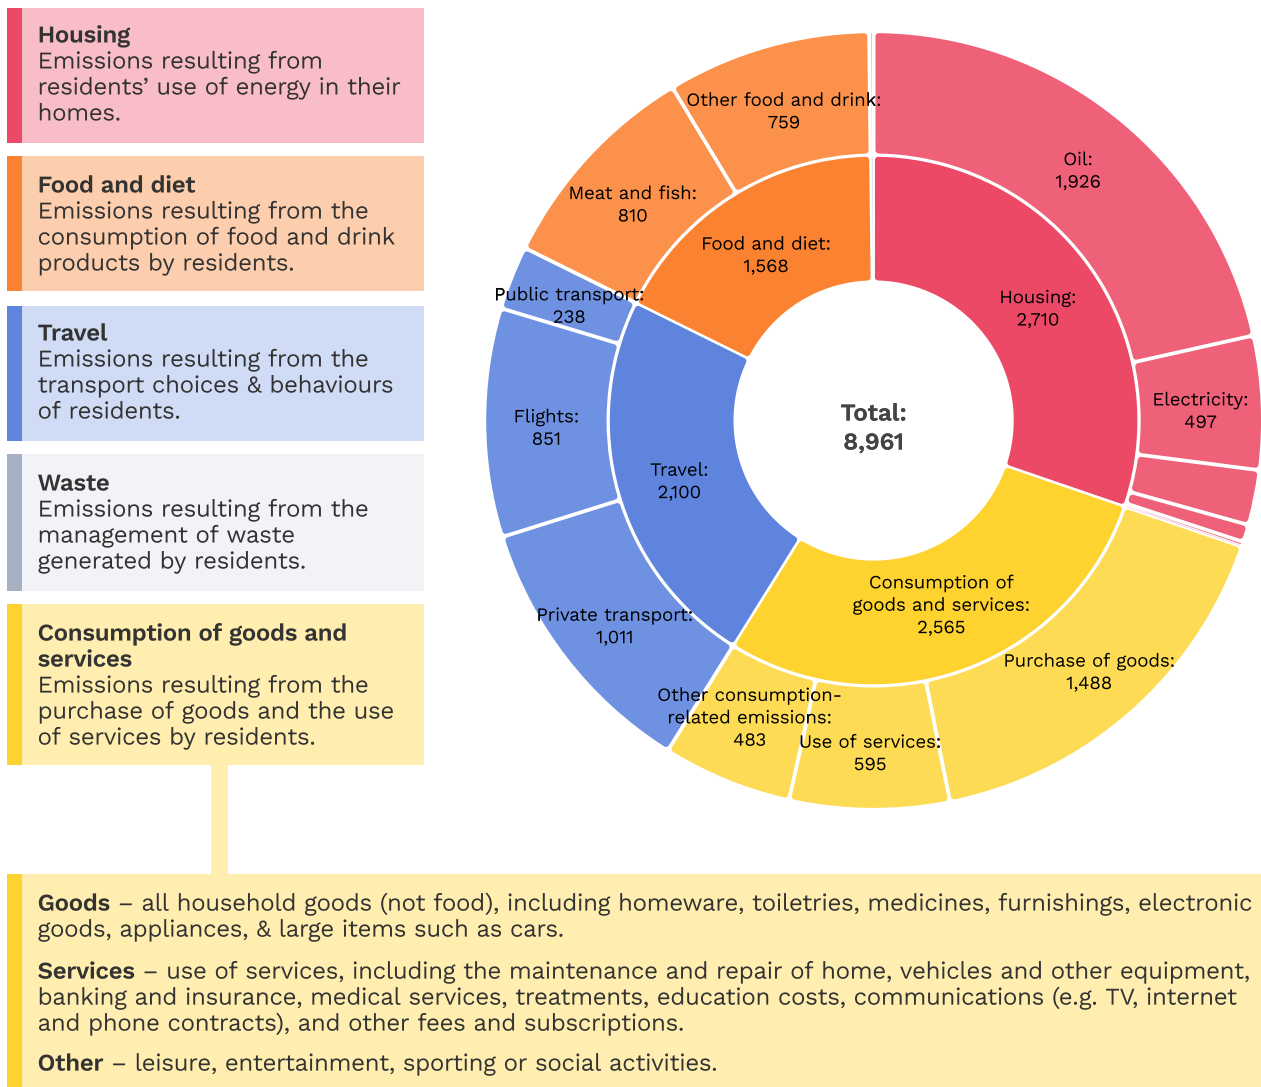 Housing
Emissions resulting from
residents’ use of energy in their
homes.
Food and diet
Emissions resulting from the
consumption of food and drink
products by residents.
Travel
Emissions resulting from the
transport choices & behaviours
of residents.
Waste
Emissions resulting from the
management of waste
generated by residents.
Consumption of goods and
services
Emissions resulting from the
purchase of goods and the use
of services by residents.
Other food and drink:
759
Oil:
1,926
Meat and fish:
810
Food and diet:
1,568
Housing:
2,710
Public transport:
238
Electricity:
497
Flights:
851
Total:
8,961
Travel:
2,100
Consumption of
goods and services:
2,565
Private transport:
1,011
Purchase of goods:
1,488
Other consumption-
related emissions:
483
Use of services:
595
Goods – all household goods (not food), including homeware, toiletries, medicines, furnishings, electronic
goods, appliances, & large items such as cars.
Services – use of services, including the maintenance and repair of home, vehicles and other equipment,
banking and insurance, medical services, treatments, education costs, communications (e.g. TV, internet
and phone contracts), and other fees and subscriptions.
Other – leisure, entertainment, sporting or social activities.